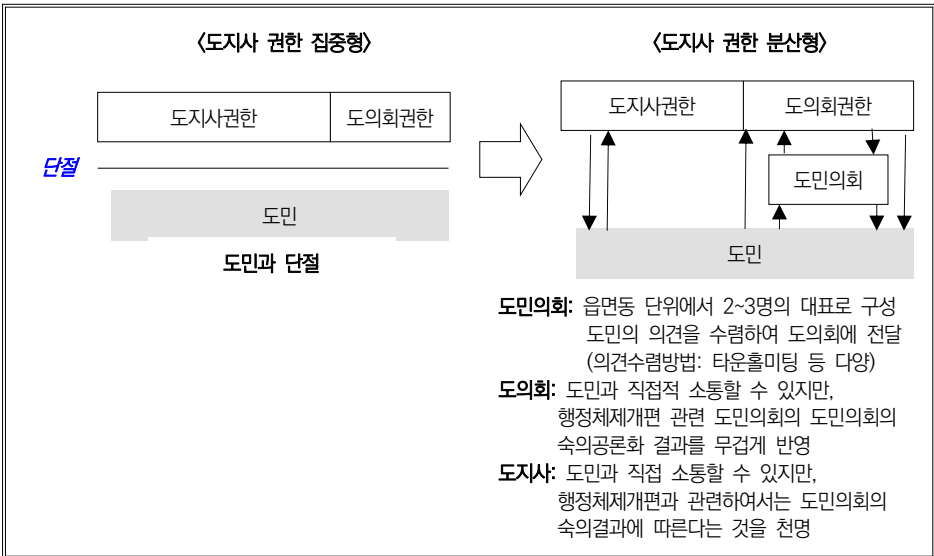 〈도지사 권한 집중형〉
도지사권한
도의회권한
단절
도민
도민과 단절
〈도지사 권한 분산형〉
도지사권한
도의회권한
도민의회
도민
도민의회: 읍면동 단위에서 2~3명의 대표로 구성
도민의 의견을 수렴하여 도의회에 전달
(의견수렴방법: 타운홀미팅 등 다양)
도의회: 도민과 직접적 소통할 수 있지만,
행정체제개편 관련 도민의회의 도민의회의
숙의공론화 결과를 무겁게 반영
도지사: 도민과 직접 소통할 수 있지만,
행정체제개편과 관련하여서는 도민의회의
숙의결과에 따른다는 것을 천명